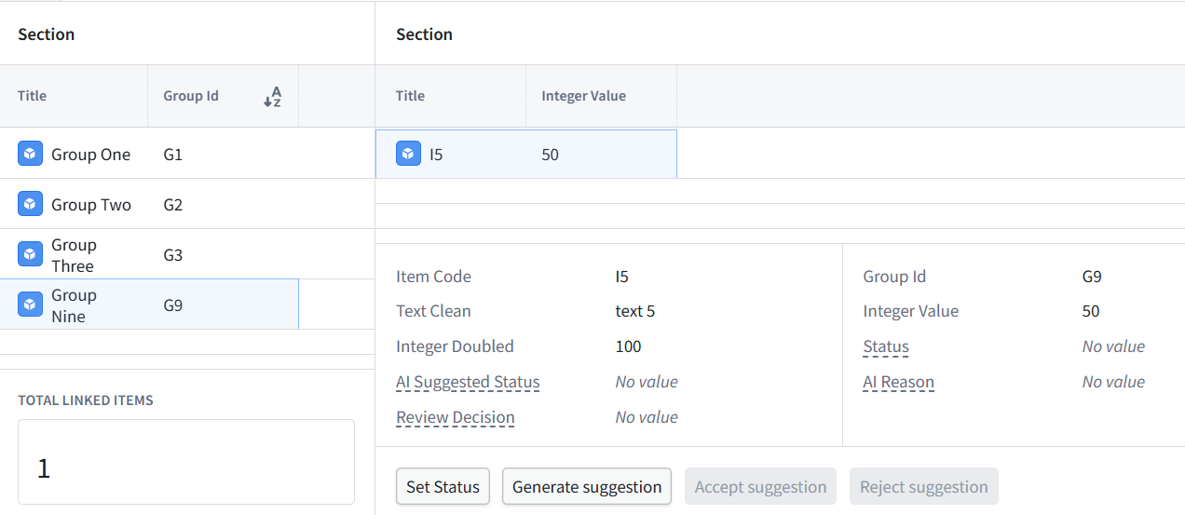 Section
Title Group Id
Group One G1
Group Two G2
Group
Three G3
Group
Nine G9
TOTAL LINKED ITEMS
1
Section
Title Integer Value
I5 50
Item Code I5
Text Clean text 5
Integer Doubled 100
AI Suggested Status No value
Review Decision No value
Group Id G9
Integer Value 50
Status No value
AI Reason No value
Set Status Generate suggestion Accept suggestion Reject suggestion